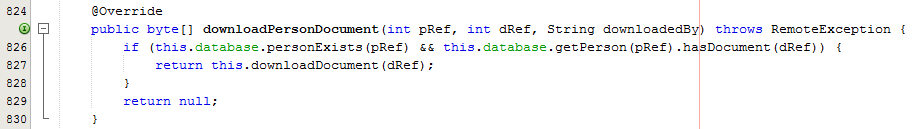 824 @Override
public byte[] downloadPersonDocument(int pRef, int dRef, String downloadedBy) throws RemoteException {
826 if (this.database.personExists(pRef) && this.database.getPerson(pRef).hasDocument(dRef)) {
827 return this.downloadDocument(dRef);
828 }
829 return null;
830 }